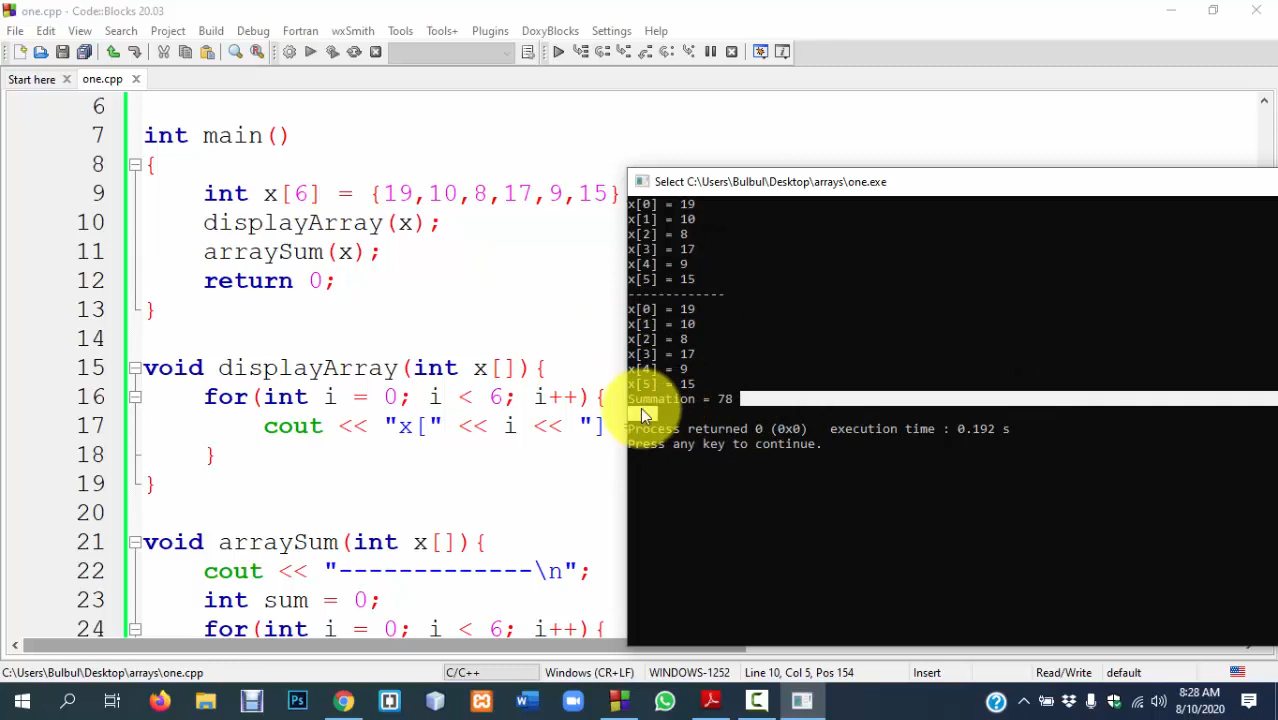 one.cpp - Code::Blocks 20.03
File Edit View Search Project Build Debug Fortran wxSmith Tools Tools+ Plugins DoxyBlocks Settings Help
Start here one.cpp
6
7 int main()
8 {
9 int x[6] = {19,10,8,17,9,15}
10 displayArray(x);
11 arraySum(x);
12 return 0;
13 }
14
15 void displayArray(int x[]){
16 for(int i = 0; i < 6; i++){
17 cout << "x[" << i << "]
18 }
19 }
20
21 void arraySum(int x[]){
22 cout << "-------------\n";
23 int sum = 0;
24 for(int i = 0; i < 6; i++){
Select C:\Users\Bulbul\Desktop\arrays\one.exe
x[0] = 19
x[1] = 10
x[2] = 8
x[3] = 17
x[4] = 9
x[5] = 15
-------------
x[0] = 19
x[1] = 10
x[2] = 8
x[3] = 17
x[4] = 9
x[5] = 15
Summation = 78
Process returned 0 (0x0) execution time : 0.192 s
Press any key to continue.
C:\Users\Bulbul\Desktop\arrays\one.cpp C/C++ Windows (CR+LF) WINDOWS-1252 Line 10, Col 5, Pos 154 Insert Read/Write default
Ps
8:28 AM
8/10/2020